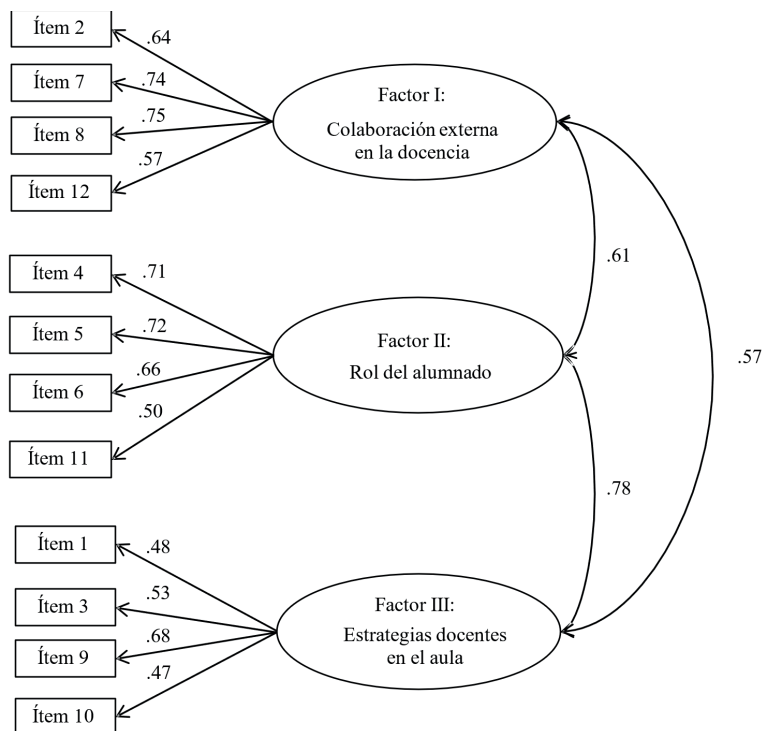 Ítem 2
.64
Ítem 7
.74
Ítem 8
.75
Ítem 12
.57
Factor I:
Colaboración externa
en la docencia
.61
.57
Ítem 4
.71
Ítem 5
.72
Ítem 6
.66
Ítem 11
.50
Factor II:
Rol del alumnado
.78
Ítem 1
.48
Ítem 3
.53
Ítem 9
.68
Ítem 10
.47
Factor III:
Estrategias docentes
en el aula